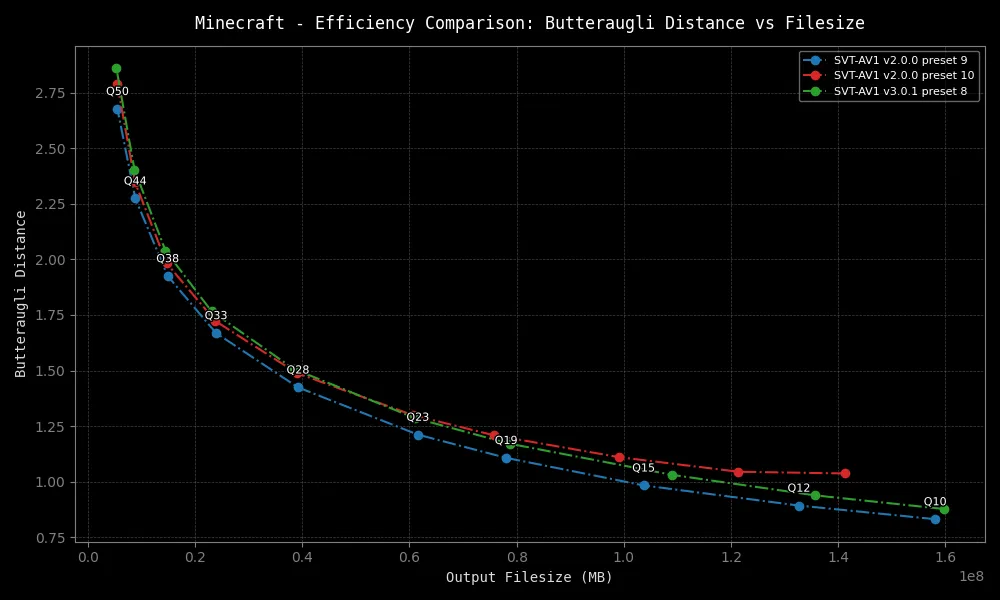 Minecraft - Efficiency Comparison: Butteraugli Distance vs Filesize
SVT-AV1 v2.0.0 preset 9
SVT-AV1 v2.0.0 preset 10
SVT-AV1 v3.0.1 preset 8
Butteraugli Distance
2.75
2.50
2.25
2.00
1.75
1.50
1.25
1.00
0.75
Q50
Q44
Q38
Q33
Q28
Q23
Q19
Q15
Q12
Q10
0.0
0.2
0.4
0.6
0.8
1.0
1.2
1.4
1.6
1e8
Output Filesize (MB)